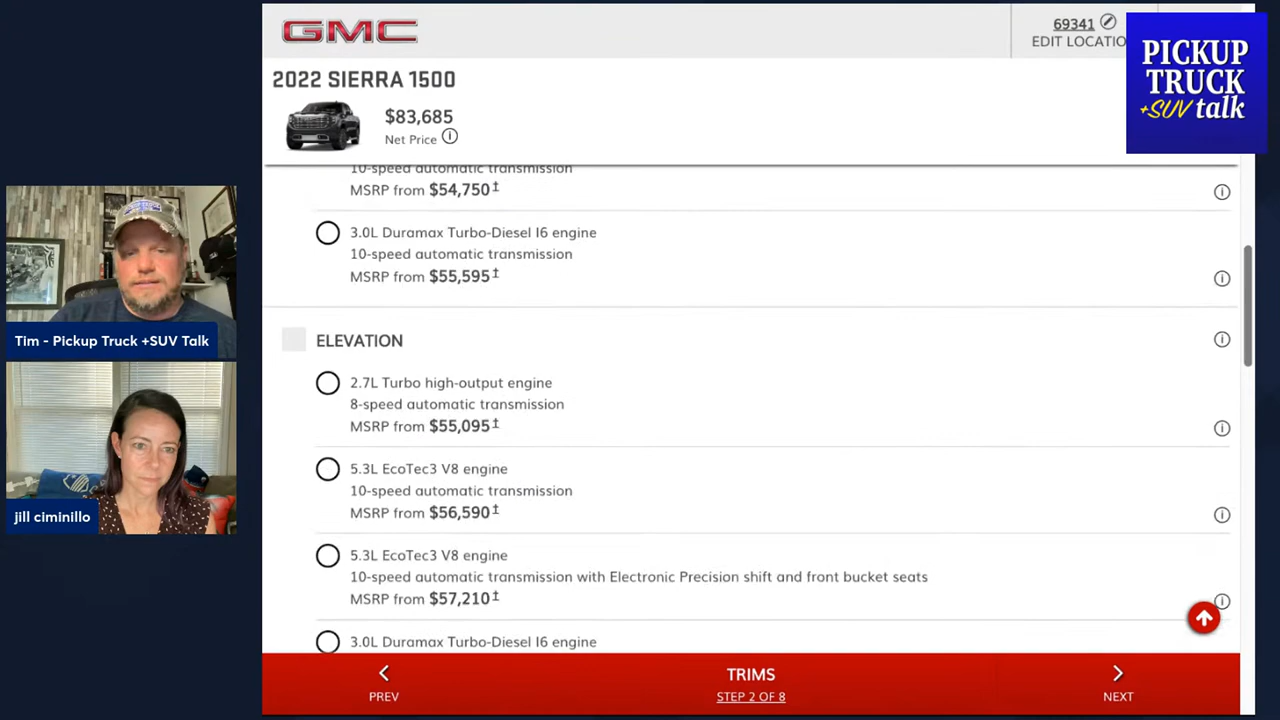 GMC
69341
EDIT LOCATIO
PICKUP
TRUCK
+SUV talk
2022 SIERRA 1500
$83,685
Net Price
10-speed automatic transmission
MSRP from $54,750‡
3.0L Duramax Turbo-Diesel I6 engine
10-speed automatic transmission
MSRP from $55,595‡
ELEVATION
2.7L Turbo high-output engine
8-speed automatic transmission
MSRP from $55,095‡
5.3L EcoTec3 V8 engine
10-speed automatic transmission
MSRP from $56,590‡
5.3L EcoTec3 V8 engine
10-speed automatic transmission with Electronic Precision shift and front bucket seats
MSRP from $57,210‡
3.0L Duramax Turbo-Diesel I6 engine
PREV
TRIMS
STEP 2 OF 8
NEXT
Tim - Pickup Truck +SUV Talk
jill ciminillo